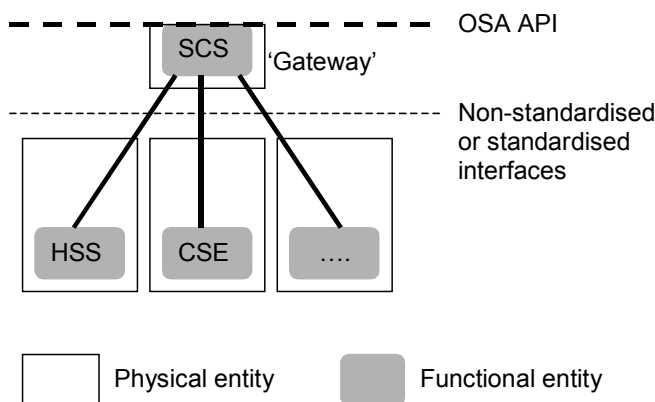 OSA API
SCS
‘Gateway’
Non-standardised
or standardised
interfaces
HSS
CSE
….
Physical entity
Functional entity